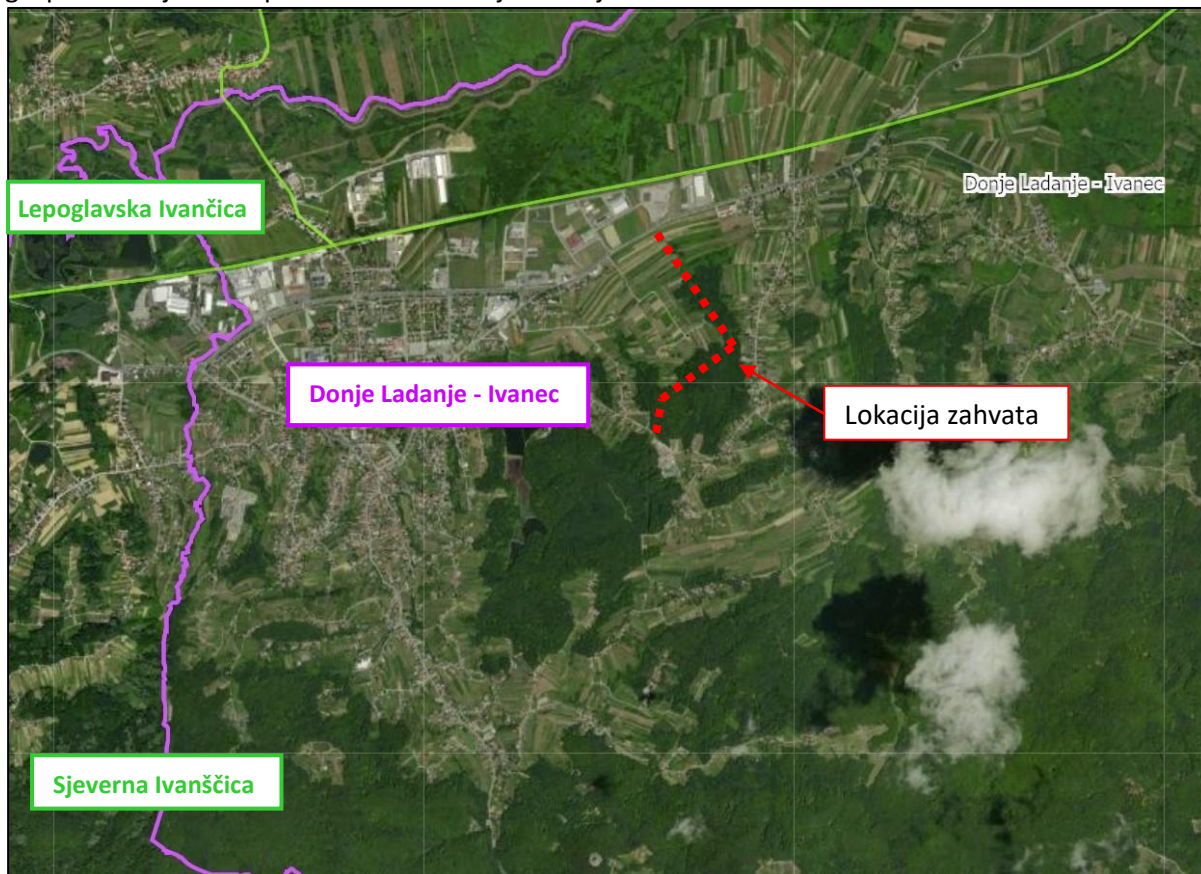 Donje Ladanje - Ivanec
Lepoglavska Ivančica
Donje Ladanje - Ivanec
Lokacija zahvata
Sjeverna Ivanščica